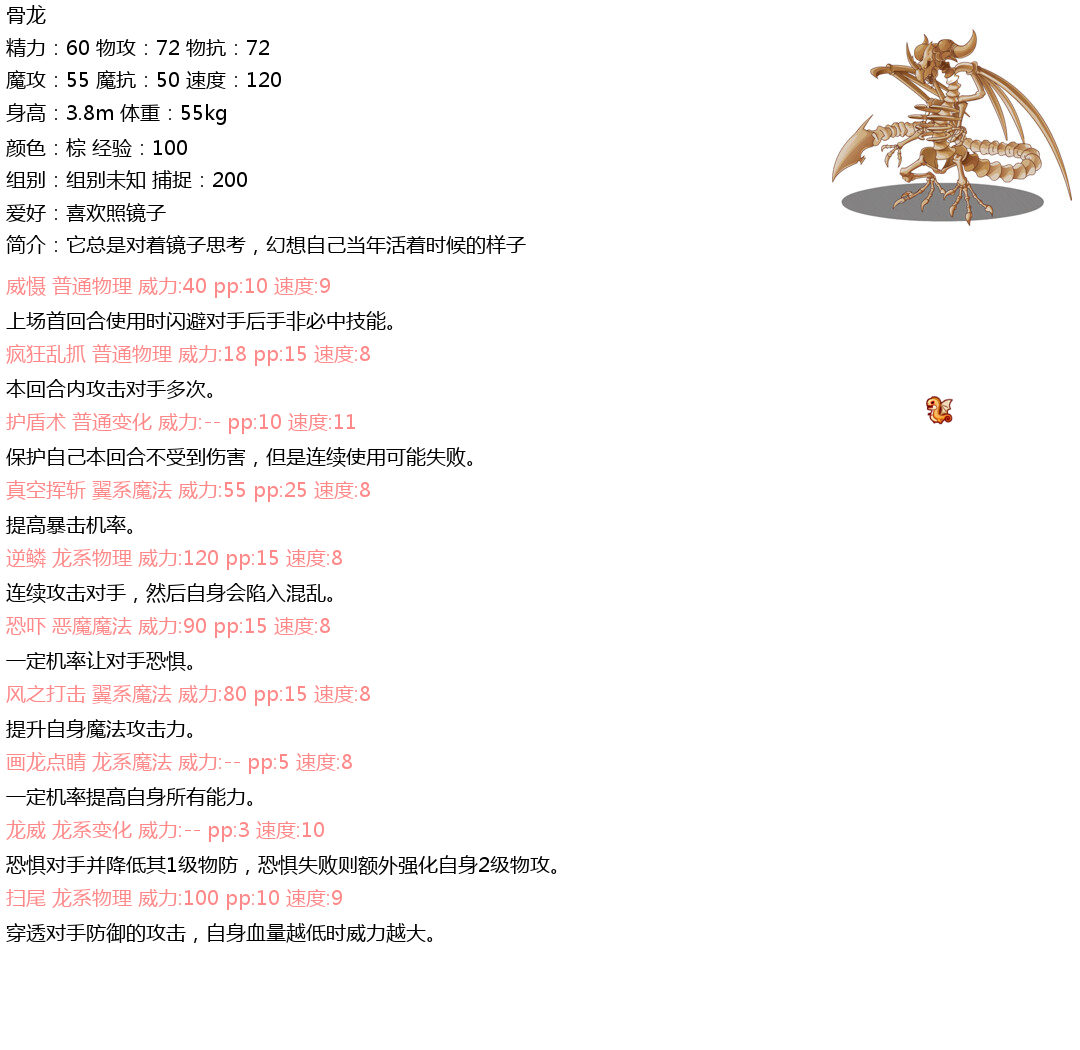 骨龙
精力：60 物攻：72 物抗：72
魔攻：55 魔抗：50 速度：120
身高：3.8m 体重：55kg
颜色：棕 经验：100
组别：组别未知 捕捉：200
爱好：喜欢照镜子
简介：它总是对着镜子思考，幻想自己当年活着时候的样子
威慑 普通物理 威力:40 pp:10 速度:9
上场首回合使用时闪避对手后手非必中技能。
疯狂乱抓 普通物理 威力:18 pp:15 速度:8
本回合内攻击对手多次。
护盾术 普通变化 威力:-- pp:10 速度:11
保护自己本回合不受到伤害，但是连续使用可能失败。
真空挥斩 翼系魔法 威力:55 pp:25 速度:8
提高暴击机率。
逆鳞 龙系物理 威力:120 pp:15 速度:8
连续攻击对手，然后自身会陷入混乱。
恐吓 恶魔魔法 威力:90 pp:15 速度:8
一定机率让对手恐惧。
风之打击 翼系魔法 威力:80 pp:15 速度:8
提升自身魔法攻击力。
画龙点睛 龙系魔法 威力:-- pp:5 速度:8
一定机率提高自身所有能力。
龙威 龙系变化 威力:-- pp:3 速度:10
恐惧对手并降低其1级物防，恐惧失败则额外强化自身2级物攻。
扫尾 龙系物理 威力:100 pp:10 速度:9
穿透对手防御的攻击，自身血量越低时威力越大。